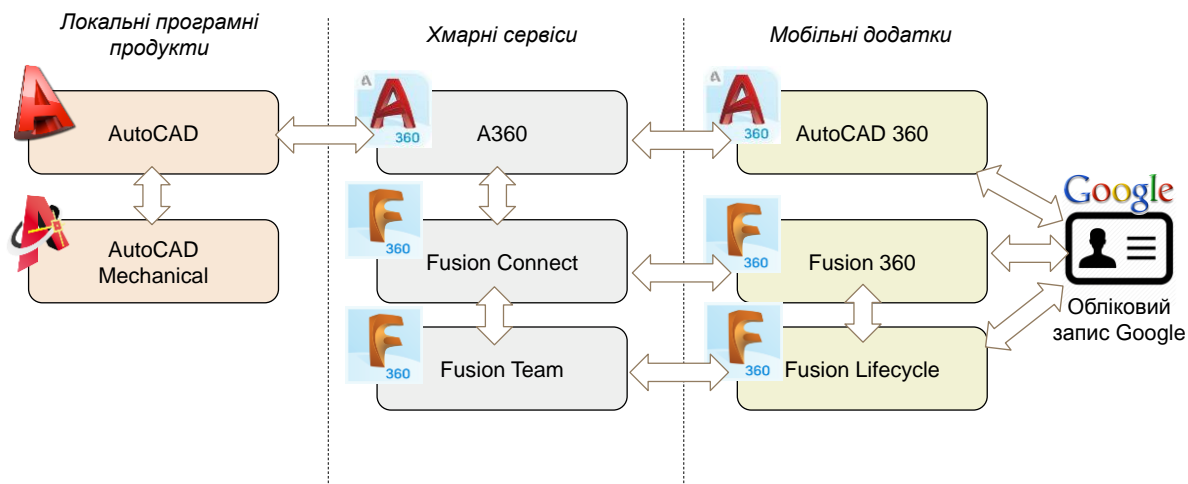 Локальні програмні
продукти
Хмарні сервіси
Мобільні додатки
AutoCAD
A
360
A360
A
360
AutoCAD 360
Google
AutoCAD
Mechanical
360
Fusion Connect
360
Fusion 360
Обліковий
запис Google
360
Fusion Team
360
Fusion Lifecycle